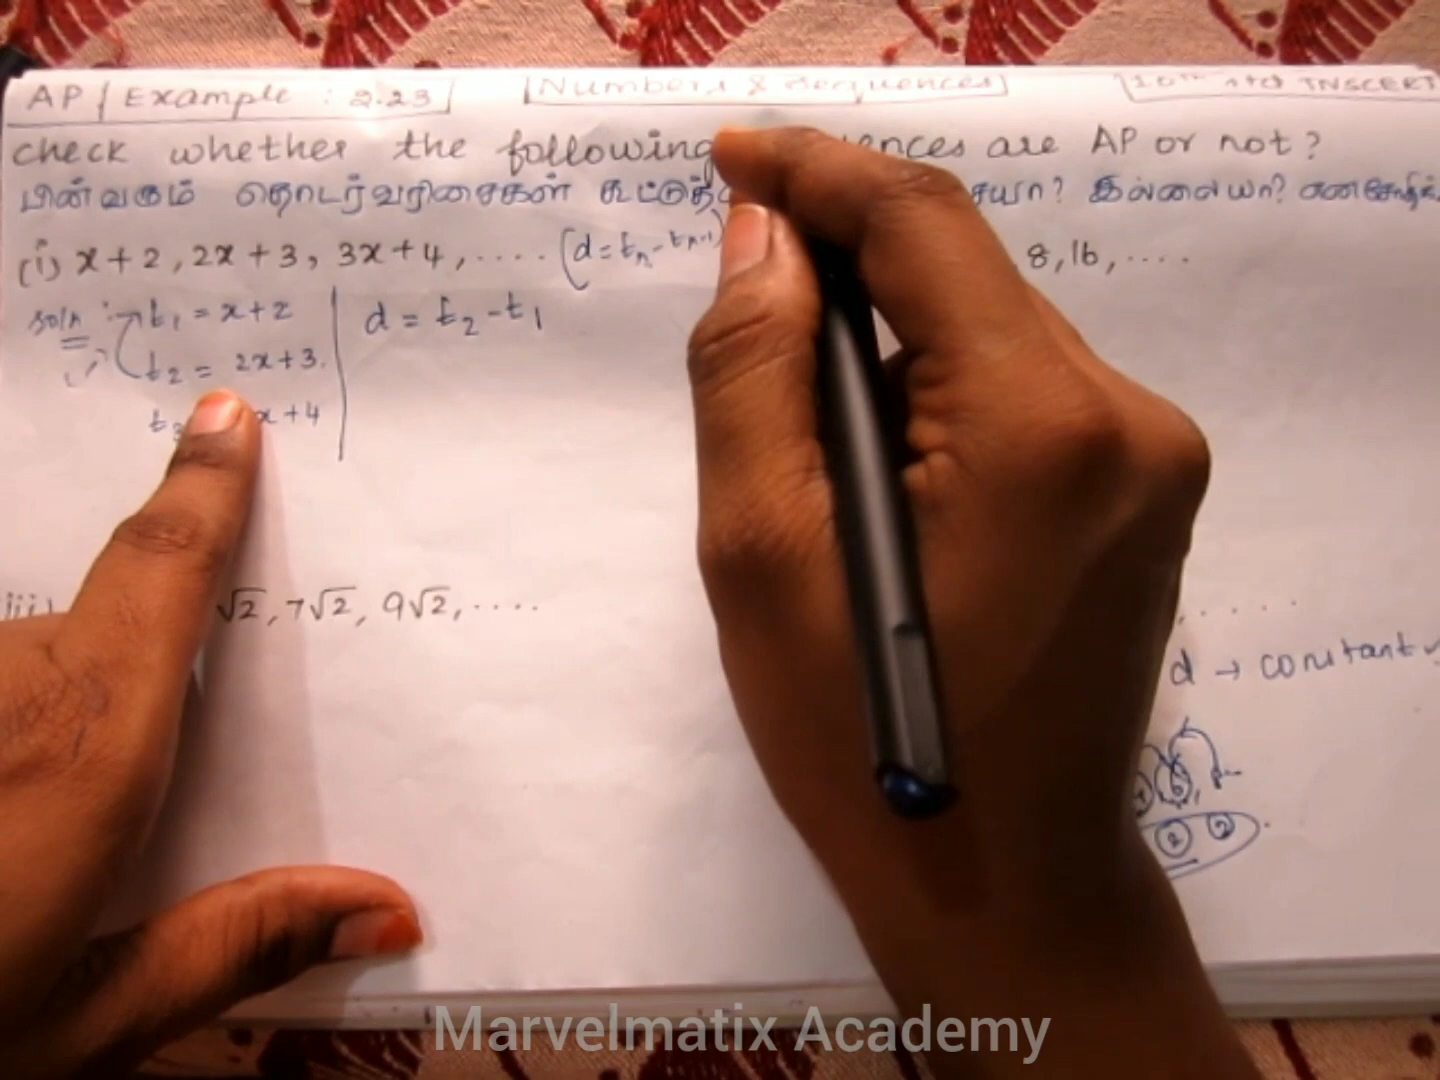 AP | Example : 2.23
Numbers & Sequences
10th std TNSCERT
check whether the following are AP or not?
பின்வரும் தொடர்வரிசைகள் கூட்டுத் இல்லையா?
(i) x+2, 2x+3, 3x+4, .... (d = tn - tn-1)
8, 16, ....
soln :- t1 = x+2
t2 = 2x+3.
x+4
d = t2 - t1
√2, 7√2, 9√2, ....
d → constant
Marvelmatix Academy